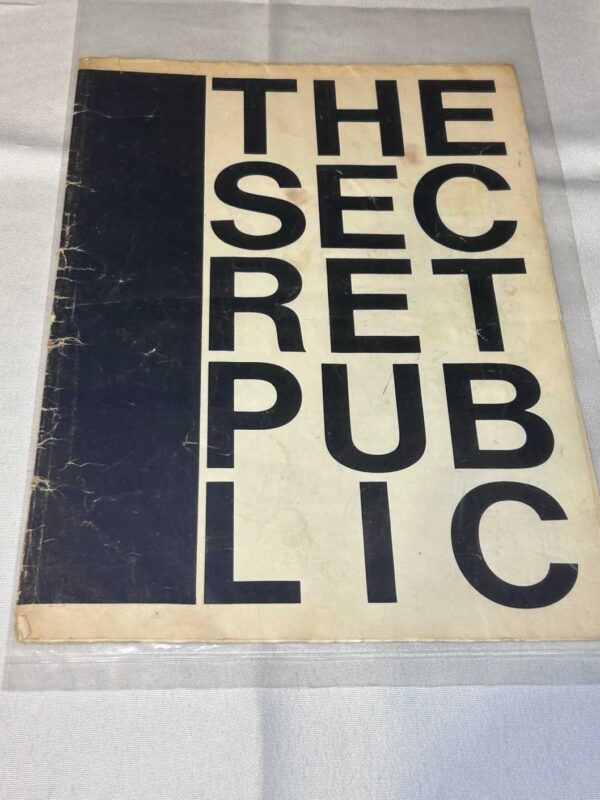 THE
SEC
RET
PUB
LIC